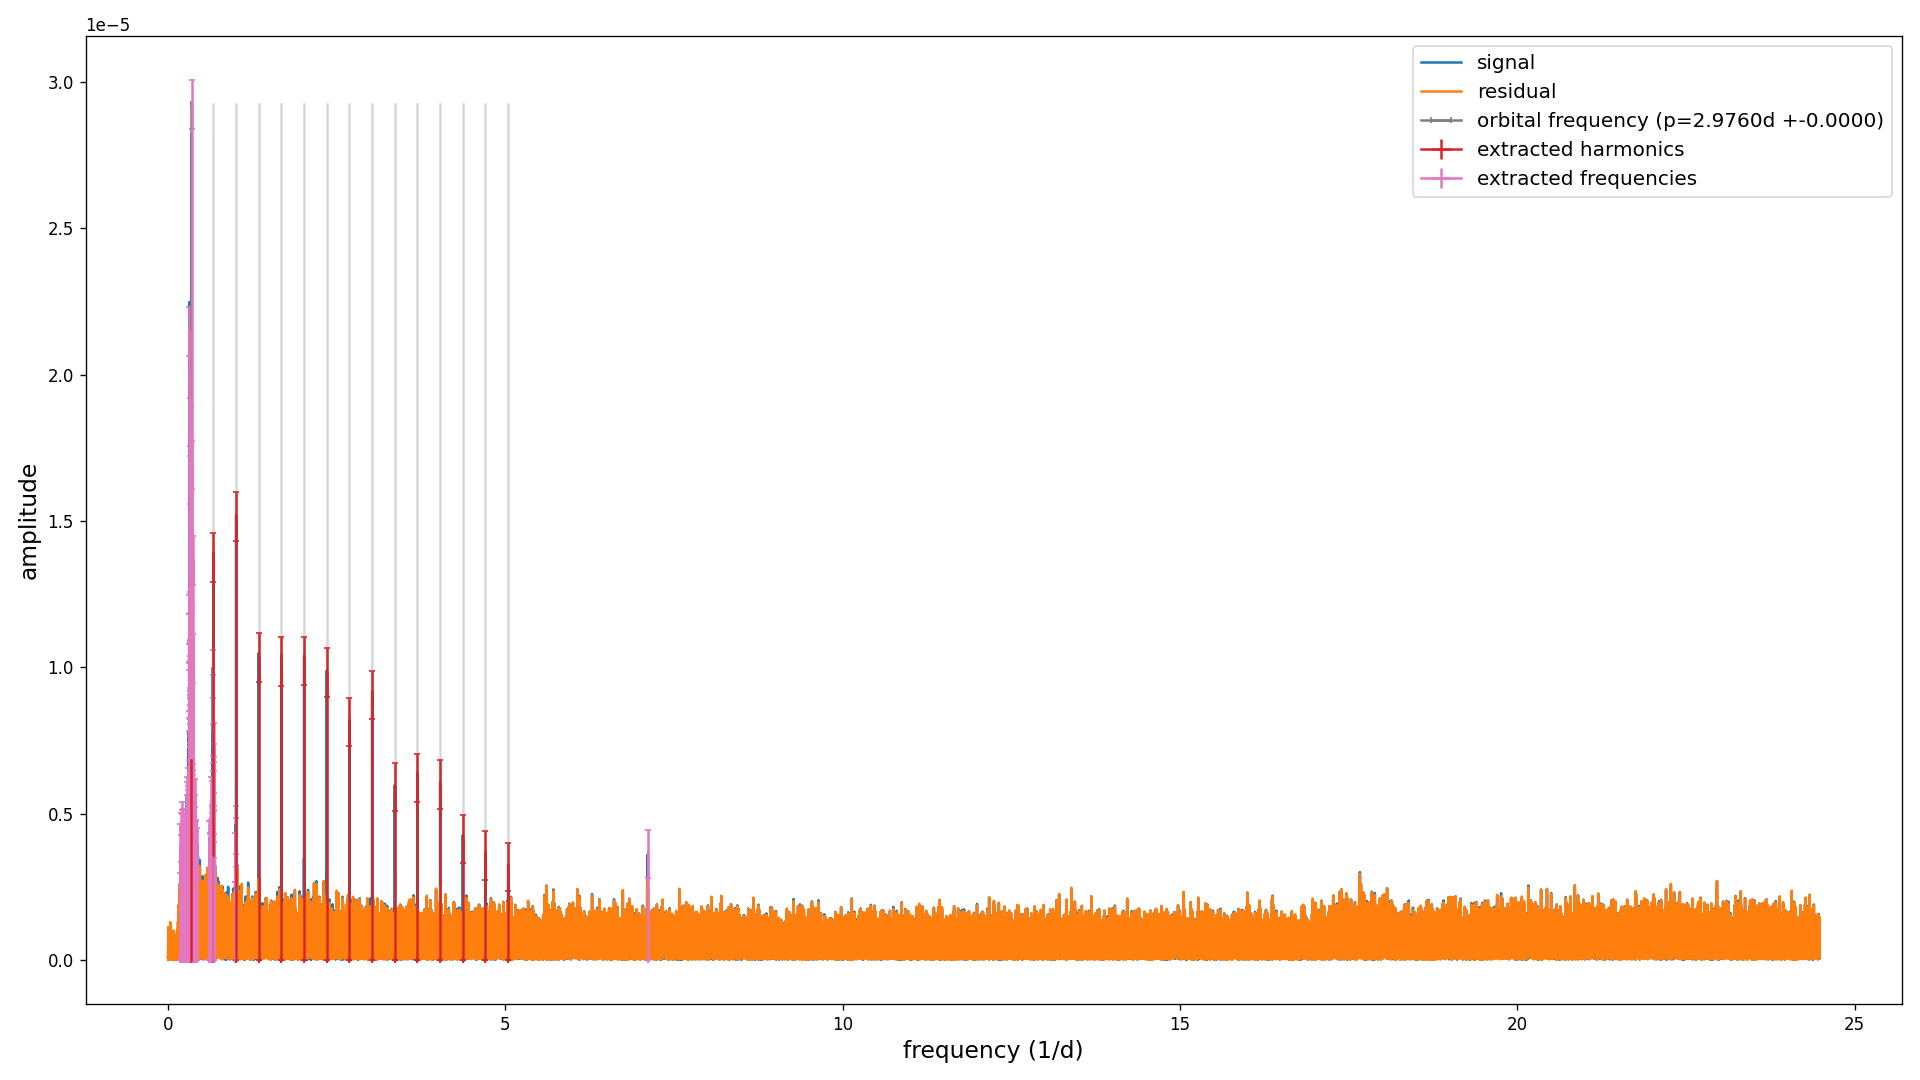 1e−5
3.0
2.5
2.0
1.5
1.0
0.5
0.0
amplitude
0 5 10 15 20 25
frequency (1/d)
signal
residual
orbital frequency (p=2.9760d +-0.0000)
extracted harmonics
extracted frequencies